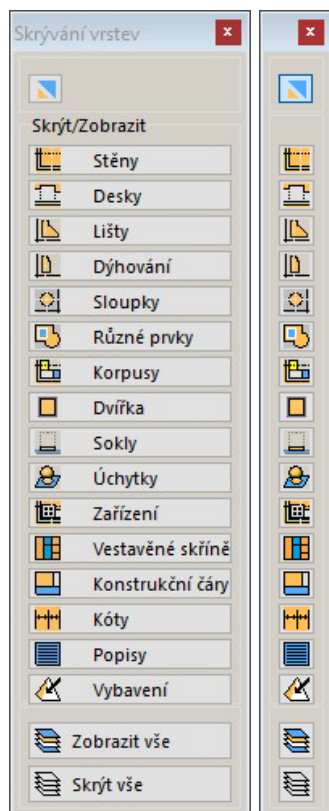 Skrývání vrstev
Skrýt/Zobrazit
Stěny
Desky
Lišty
Dýhování
Sloupky
Různé prvky
Korpusy
Dvířka
Sokly
Úchytky
Zařízení
Vestavěné skříně
Konstrukční čáry
Kóty
Popisy
Vybavení
Zobrazit vše
Skrýt vše